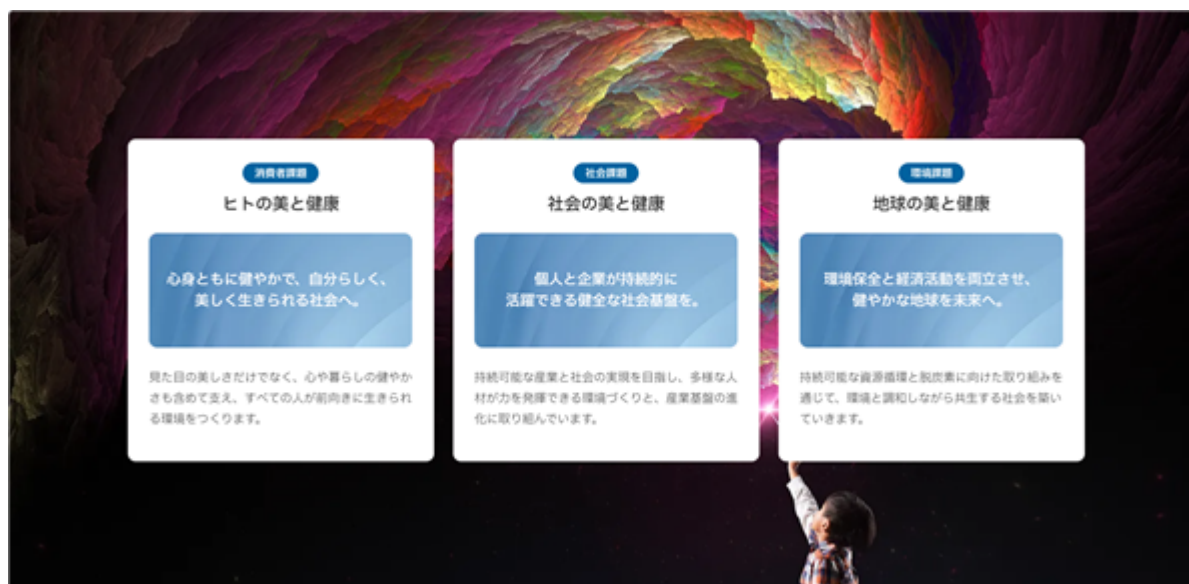 消費者課題
ヒトの美と健康
心身ともに健やかで、自分らしく、
美しく生きられる社会へ。
見た目の美しさだけでなく、心や暮らしの健やか
さも含めて支え、すべての人が前向きに生きられ
る環境をつくります。
社会課題
社会の美と健康
個人と企業が持続的に
活躍できる健全な社会基盤を。
持続可能な産業と社会の実現を目指し、多様な人
材が力を発揮できる環境づくりと、産業基盤の進
化に取り組んでいます。
環境課題
地球の美と健康
環境保全と経済活動を両立させ、
健やかな地球を未来へ。
持続可能な資源循環と脱炭素に向けた取り組みを
通じて、環境と調和しながら共生する社会を築い
ていきます。